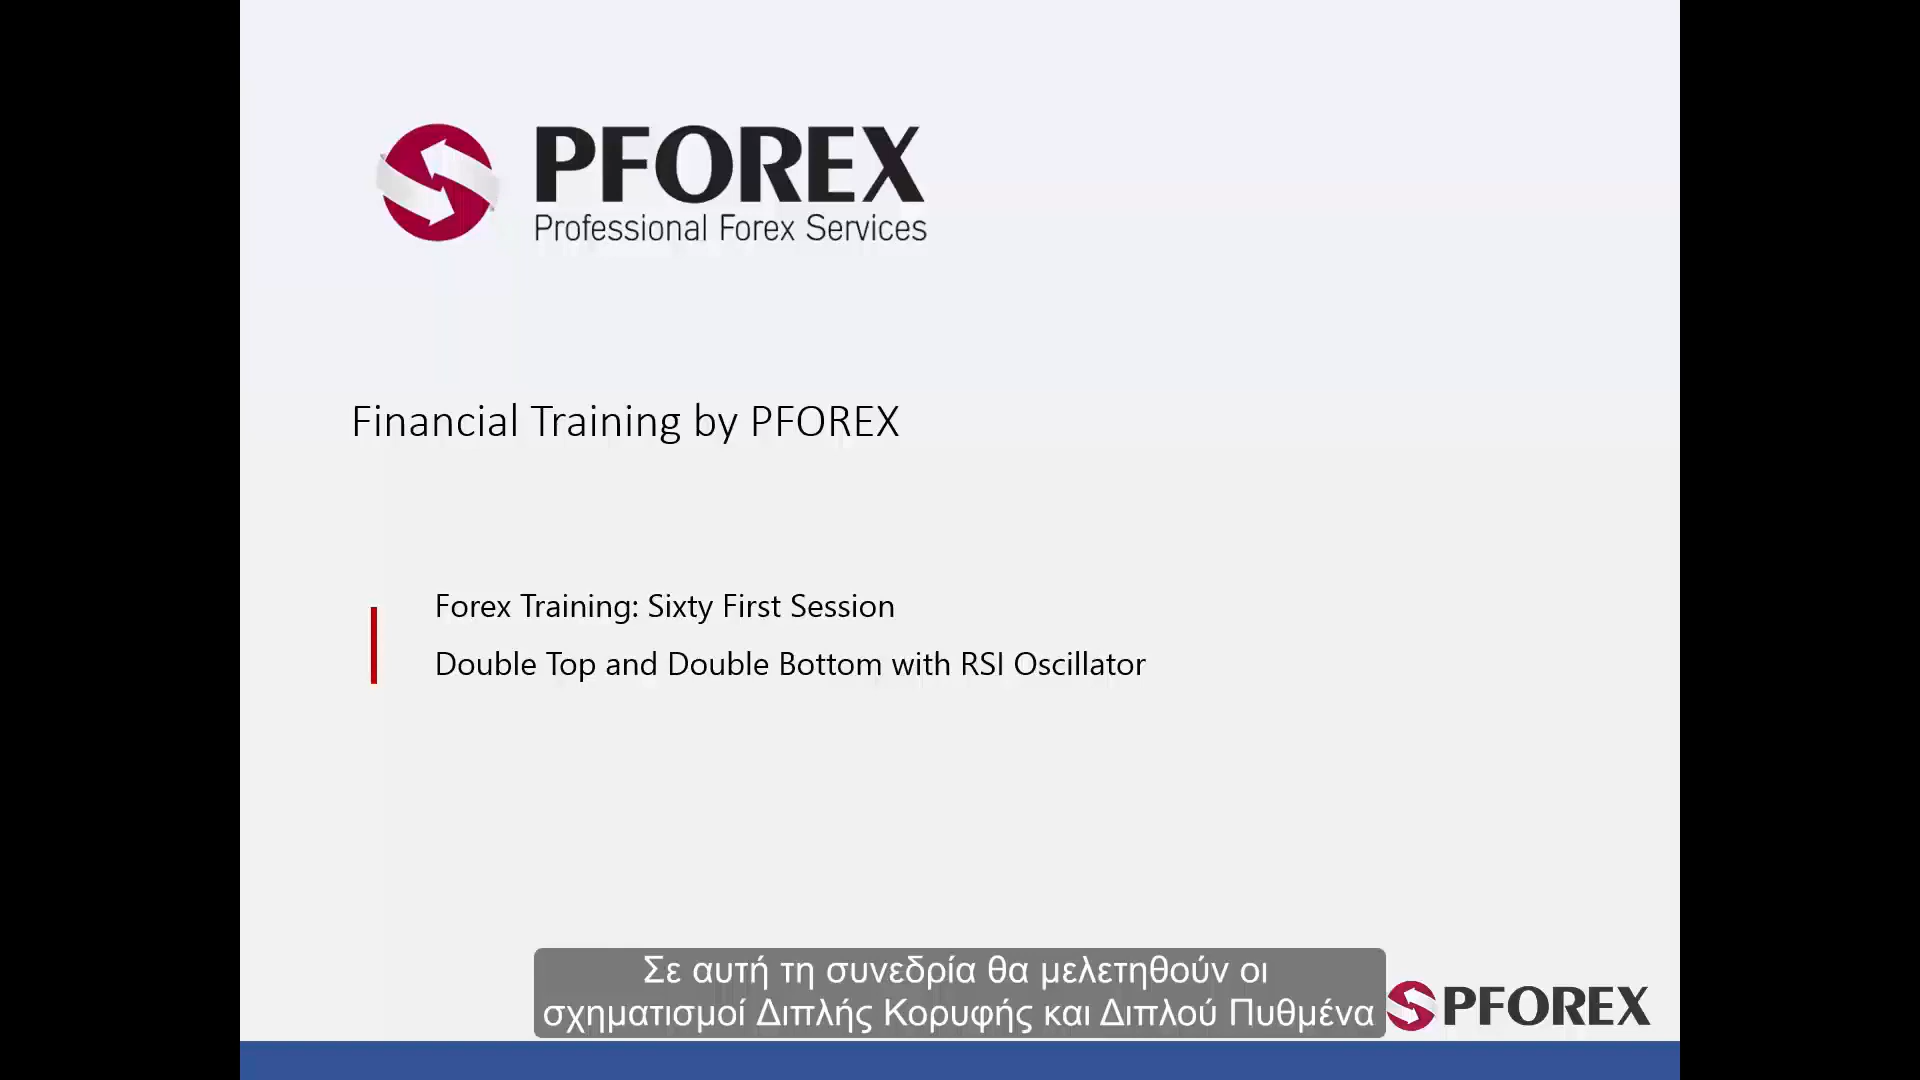 PFOREX
Professional Forex Services
Financial Training by PFOREX
Forex Training: Sixty First Session
Double Top and Double Bottom with RSI Oscillator
Σε αυτή τη συνεδρία θα μελετηθούν οι
σχηματισμοί Διπλής Κορυφής και Διπλού Πυθμένα
PFOREX